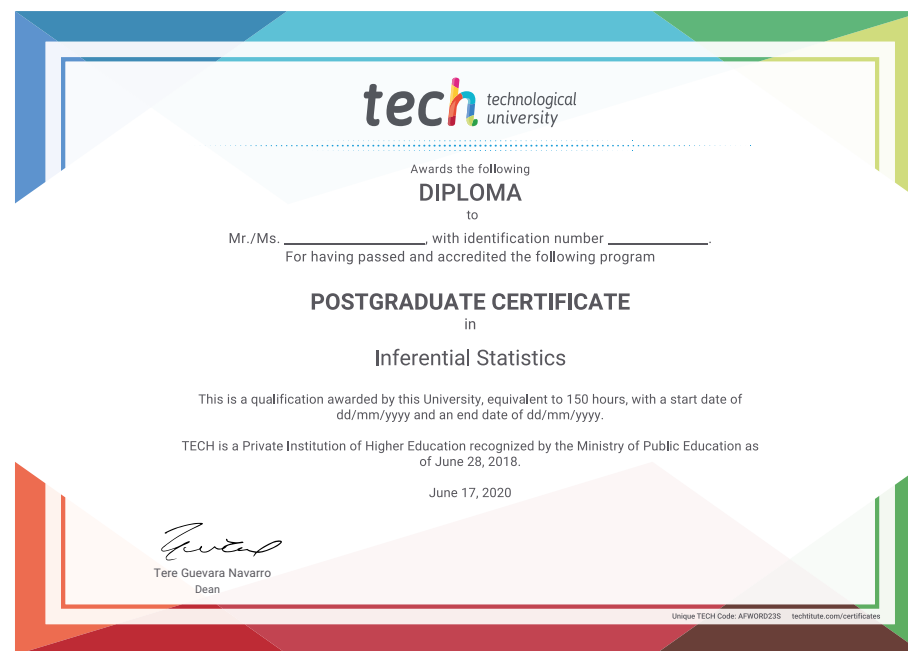 tech technological
university
Awards the following
DIPLOMA
to
Mr./Ms. ____________________, with identification number ______________.
For having passed and accredited the following program
POSTGRADUATE CERTIFICATE
in
Inferential Statistics
This is a qualification awarded by this University, equivalent to 150 hours, with a start date of
dd/mm/yyyy and an end date of dd/mm/yyyy.
TECH is a Private Institution of Higher Education recognized by the Ministry of Public Education as
of June 28, 2018.
June 17, 2020
Tere Guevara Navarro
Dean
Unique TECH Code: AFWORD23S techtitute.com/certificates